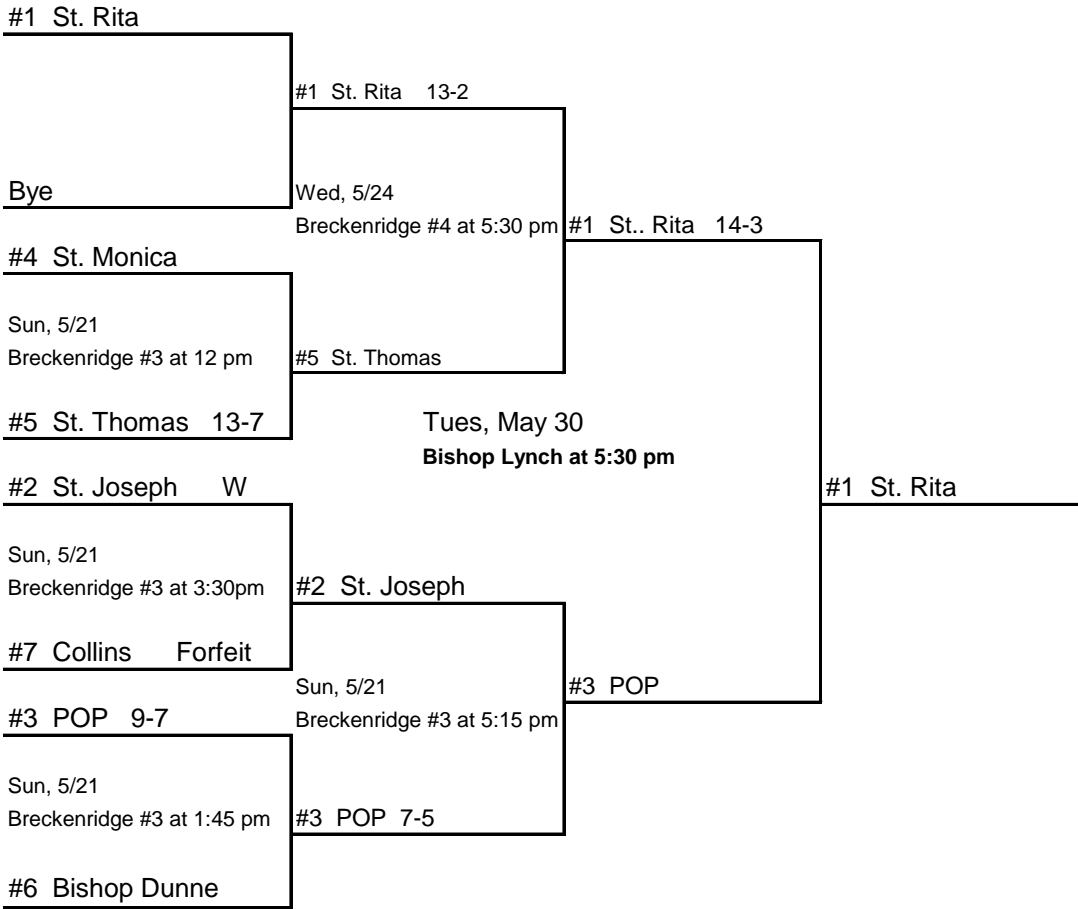 #1 St. Rita
#1 St. Rita 13-2
Bye
Wed, 5/24
Breckenridge #4 at 5:30 pm
#1 St.. Rita 14-3
#4 St. Monica
Sun, 5/21
Breckenridge #3 at 12 pm
#5 St. Thomas
#5 St. Thomas 13-7
Tues, May 30
Bishop Lynch at 5:30 pm
#2 St. Joseph W
#1 St. Rita
Sun, 5/21
Breckenridge #3 at 3:30pm
#2 St. Joseph
#7 Collins Forfeit
Sun, 5/21
Breckenridge #3 at 5:15 pm
#3 POP
#3 POP 9-7
Sun, 5/21
Breckenridge #3 at 1:45 pm
#3 POP 7-5
#6 Bishop Dunne